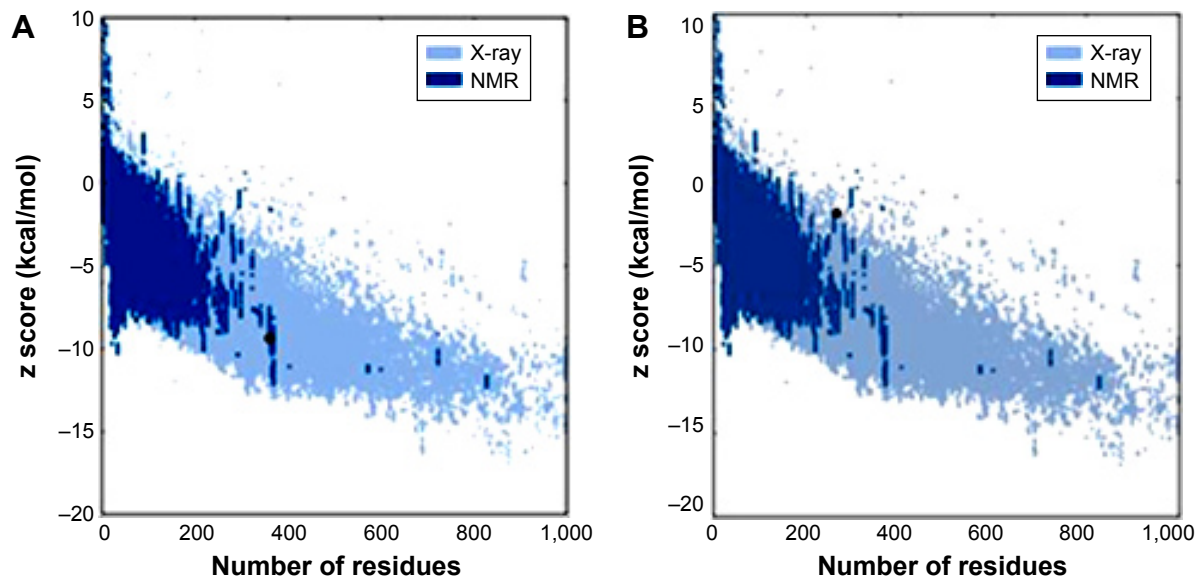 A
10
5
0
–5
–10
–15
–20
z score (kcal/mol)
X-ray
NMR
0 200 400 600 800 1,000
Number of residues
B
10
5
0
–5
–10
–15
–20
z score (kcal/mol)
X-ray
NMR
0 200 400 600 800 1,000
Number of residues